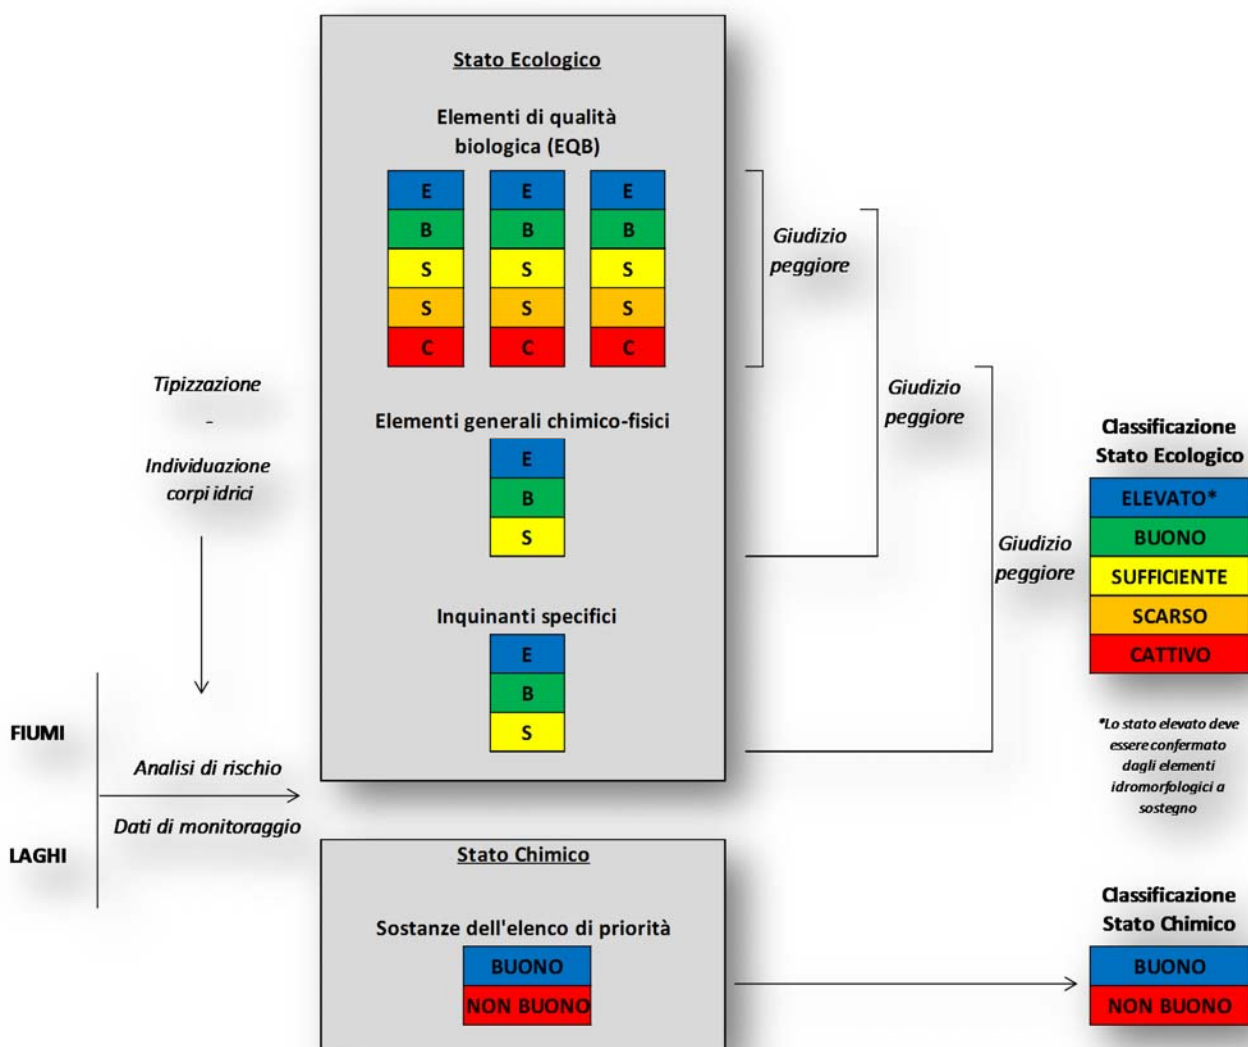 Stato Ecologico
Elementi di qualità
biologica (EQB)
E E E
B B B
S S S
S S S
C C C
Giudizio
peggiore
Elementi generali chimico-fisici
E
B
S
Giudizio
peggiore
Inquinanti specifici
E
B
S
Giudizio
peggiore
Tipizzazione
-
Individuazione
corpi idrici
FIUMI
LAGHI
Analisi di rischio
Dati di monitoraggio
Classificazione
Stato Ecologico
ELEVATO*
BUONO
SUFFICIENTE
SCARSO
CATTIVO
*Lo stato elevato deve
essere confermato
dagli elementi
idromorfologici a
sostegno
Stato Chimico
Sostanze dell'elenco di priorità
BUONO
NON BUONO
Classificazione
Stato Chimico
BUONO
NON BUONO